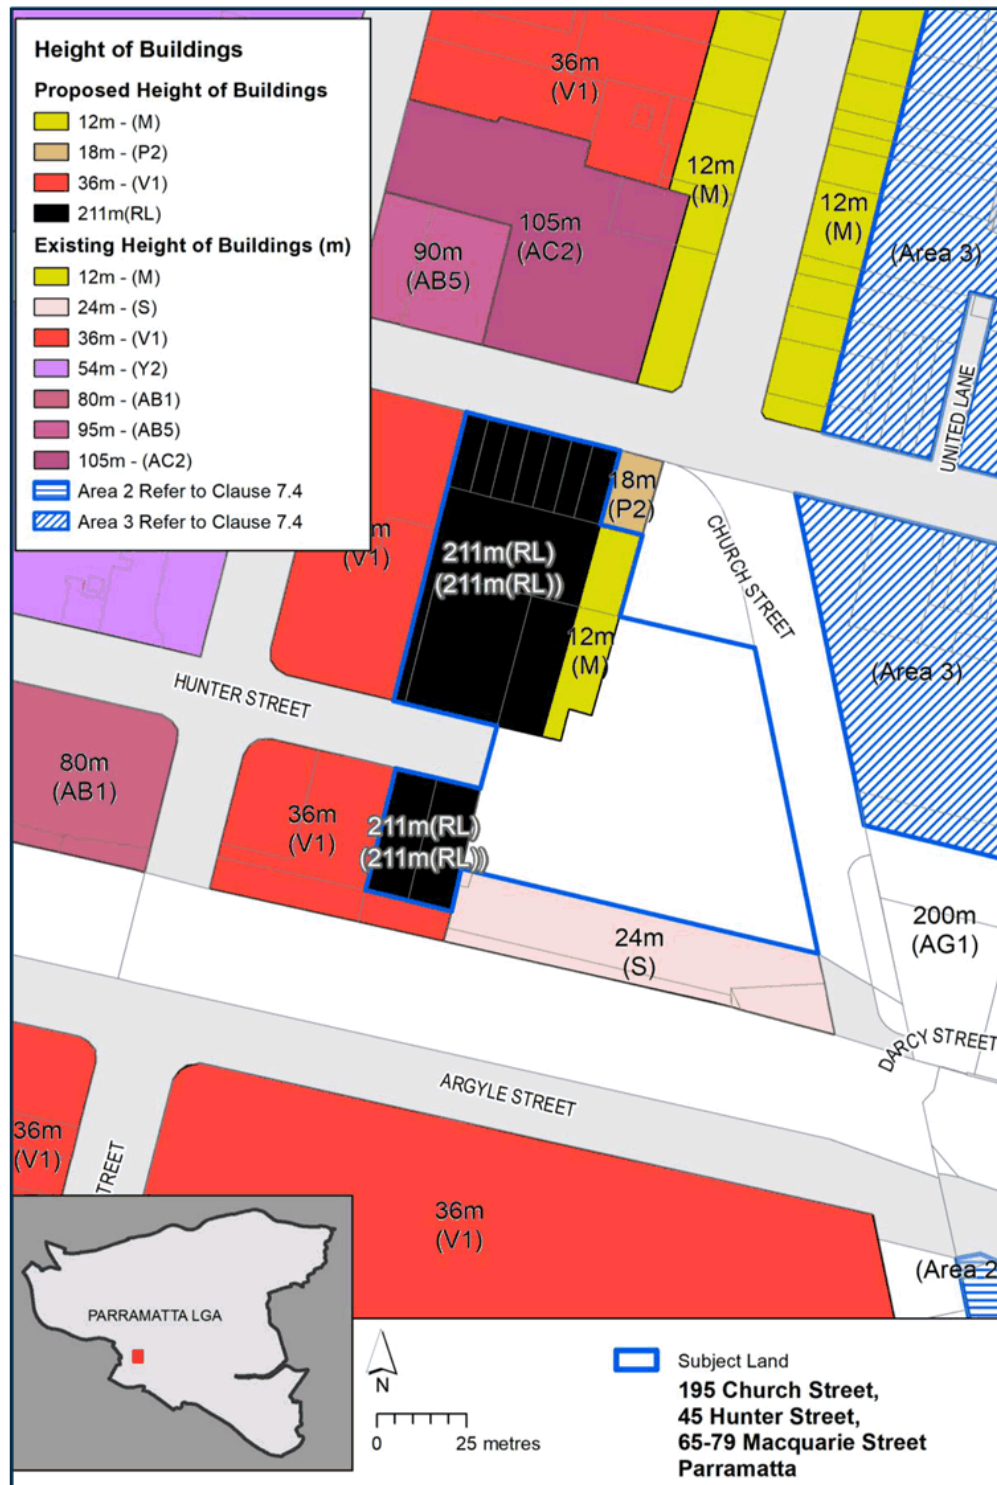 Height of Buildings
Proposed Height of Buildings
12m - (M)
18m - (P2)
36m - (V1)
211m(RL)
Existing Height of Buildings (m)
12m - (M)
24m - (S)
36m - (V1)
54m - (Y2)
80m - (AB1)
95m - (AB5)
105m - (AC2)
Area 2 Refer to Clause 7.4
Area 3 Refer to Clause 7.4
36m
(V1)
12m
(M)
12m
(M)
105m
(AC2)
90m
(AB5)
(Area 3)
UNITED LANE
18m
(P2)
CHURCH STREET
m
(V1)
211m(RL)
(211m(RL))
12m
(M)
(Area 3)
HUNTER STREET
80m
(AB1)
36m
(V1)
211m(RL)
(211m(RL))
24m
(S)
200m
(AG1)
DARCY STREET
ARGYLE STREET
36m
(V1)
TREET
36m
(V1)
(Area 2
PARRAMATTA LGA
N
0 25 metres
Subject Land
195 Church Street,
45 Hunter Street,
65-79 Macquarie Street
Parramatta